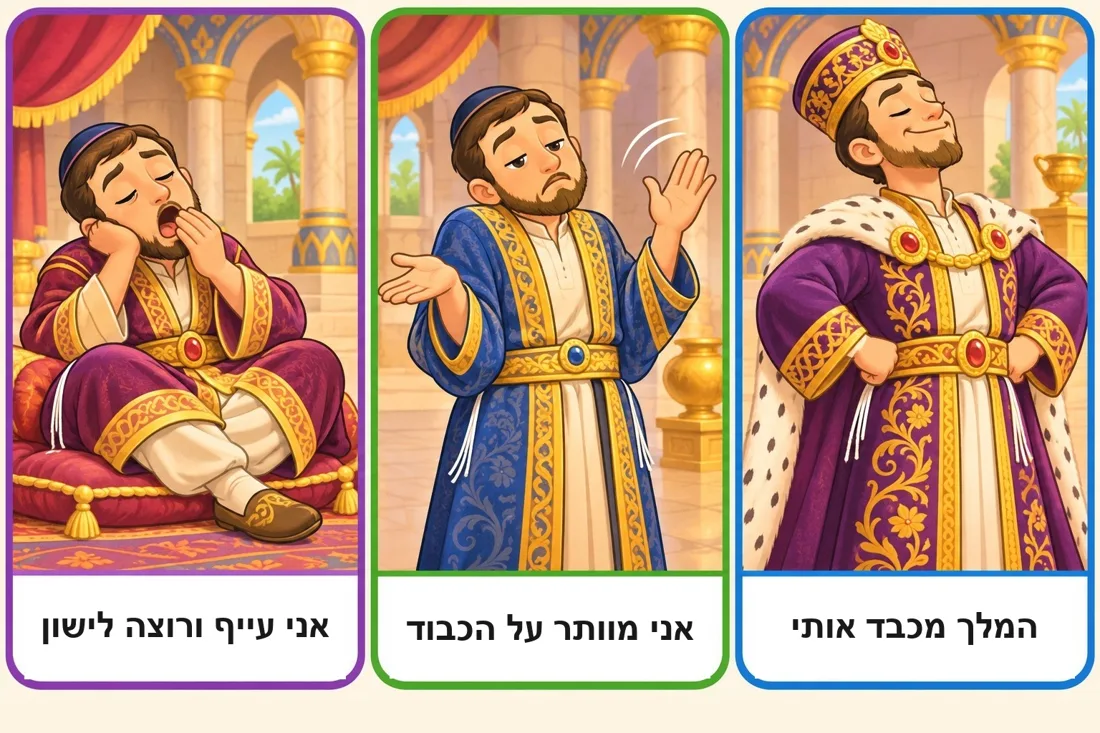 המלך מכבד אותי
אני מוותר על הכבוד
אני עייף ורוצה לישון